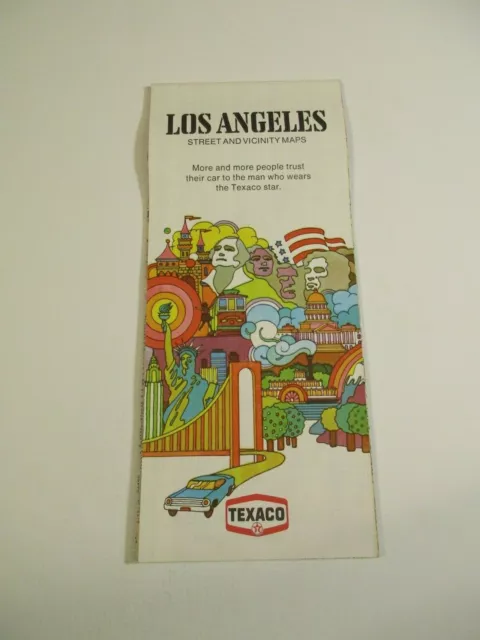 LOS ANGELES
STREET AND VICINITY MAPS
More and more people trust
their car to the man who wears
the Texaco star.
TEXACO